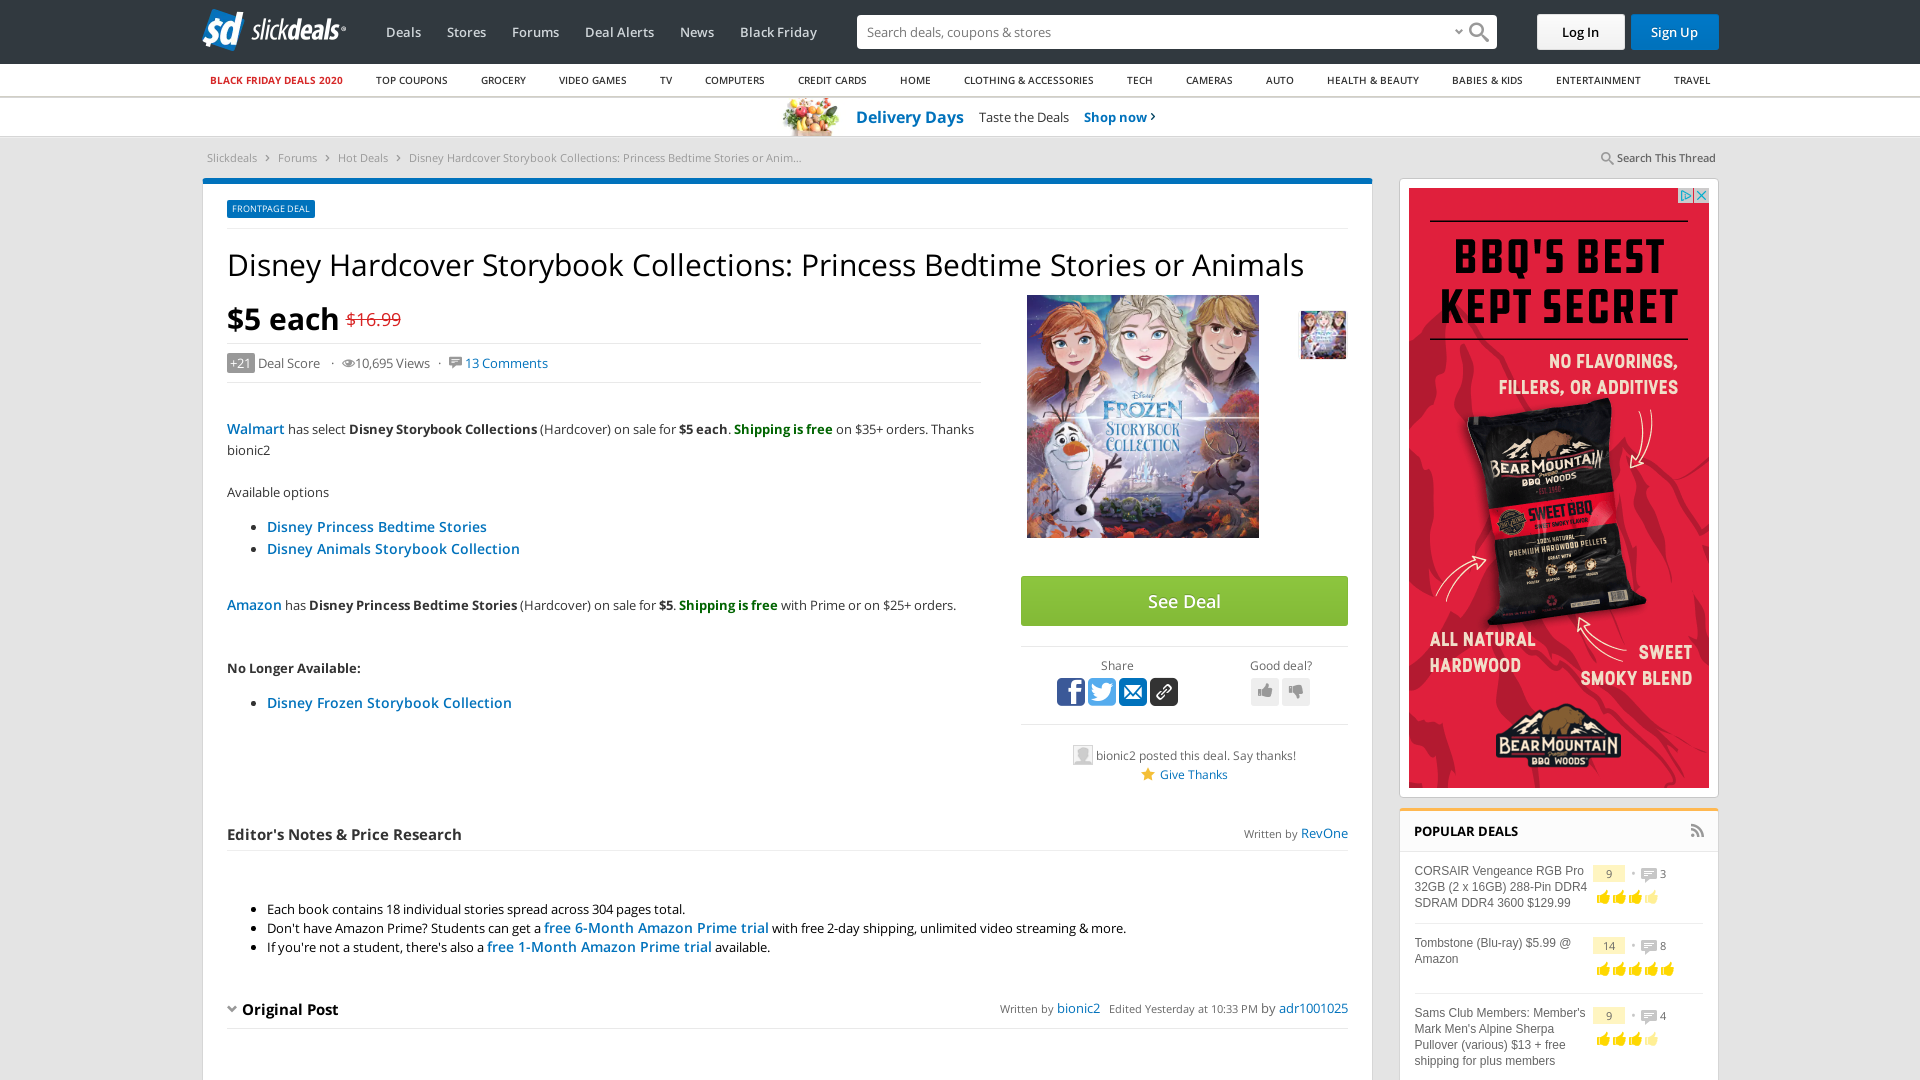 slickdeals
Deals
Stores
Forums
Deal Alerts
News
Black Friday
Search deals, coupons & stores
Log In
Sign Up
BLACK FRIDAY DEALS 2020
TOP COUPONS
GROCERY
VIDEO GAMES
TV
COMPUTERS
CREDIT CARDS
HOME
CLOTHING & ACCESSORIES
TECH
CAMERAS
AUTO
HEALTH & BEAUTY
BABIES & KIDS
ENTERTAINMENT
TRAVEL
Delivery Days Taste the Deals Shop now
Slickdeals > Forums > Hot Deals > Disney Hardcover Storybook Collections: Princess Bedtime Stories or Anim...
Search This Thread
FRONTPAGE DEAL
Disney Hardcover Storybook Collections: Princess Bedtime Stories or Animals
$5 each $16.99
+21 Deal Score · 10,695 Views · 13 Comments
Walmart has select Disney Storybook Collections (Hardcover) on sale for $5 each. Shipping is free on $35+ orders. Thanks
bionic2
Available options
Disney Princess Bedtime Stories
Disney Animals Storybook Collection
Amazon has Disney Princess Bedtime Stories (Hardcover) on sale for $5. Shipping is free with Prime or on $25+ orders.
No Longer Available:
Disney Frozen Storybook Collection
Disney
FROZEN
STORYBOOK
COLLECTION
See Deal
Share
Good deal?
bionic2 posted this deal. Say thanks!
Give Thanks
Editor's Notes & Price Research
Written by RevOne
Each book contains 18 individual stories spread across 304 pages total.
Don't have Amazon Prime? Students can get a free 6-Month Amazon Prime trial with free 2-day shipping, unlimited video streaming & more.
If you're not a student, there's also a free 1-Month Amazon Prime trial available.
Original Post
Written by bionic2 Edited Yesterday at 10:33 PM by adr1001025
BBQ'S BEST
KEPT SECRET
NO FLAVORINGS,
FILLERS, OR ADDITIVES
BEAR MOUNTAIN
BBQ WOODS
SWEET BBQ
PREMIUM HARDWOOD PELLETS
ALL NATURAL
HARDWOOD
SWEET
SMOKY BLEND
BEAR MOUNTAIN
BBQ WOODS
POPULAR DEALS
CORSAIR Vengeance RGB Pro
32GB (2 x 16GB) 288-Pin DDR4
SDRAM DDR4 3600 $129.99
9 · 3
Tombstone (Blu-ray) $5.99 @
Amazon
14 · 8
Sams Club Members: Member's
Mark Men's Alpine Sherpa
Pullover (various) $13 + free
shipping for plus members
9 · 4